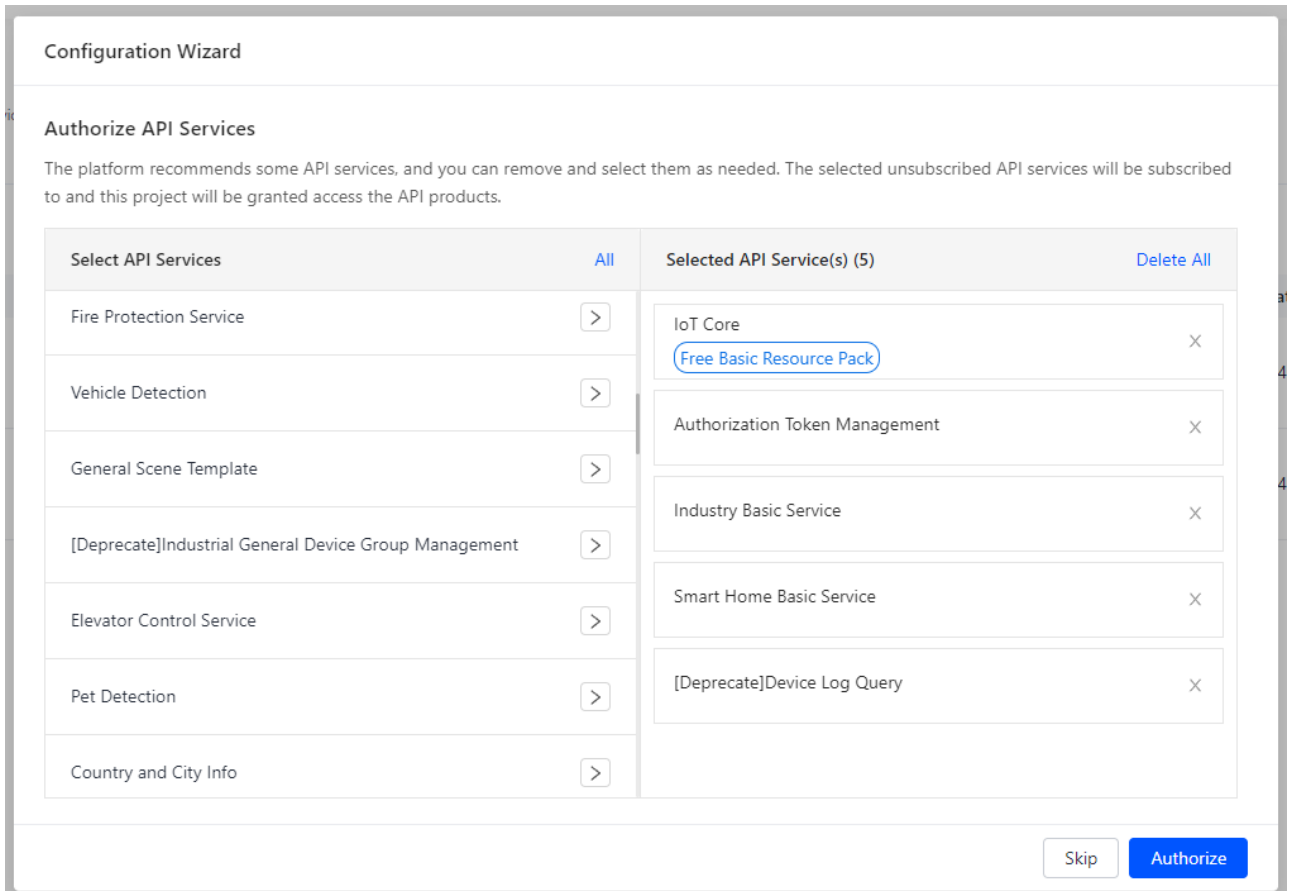 Configuration Wizard
Authorize API Services
The platform recommends some API services, and you can remove and select them as needed. The selected unsubscribed API services will be subscribed
to and this project will be granted access the API products.
Select API Services
All
Fire Protection Service
Vehicle Detection
General Scene Template
[Deprecate]Industrial General Device Group Management
Elevator Control Service
Pet Detection
Country and City Info
Selected API Service(s) (5)
Delete All
IoT Core
Free Basic Resource Pack
Authorization Token Management
Industry Basic Service
Smart Home Basic Service
[Deprecate]Device Log Query
Skip
Authorize